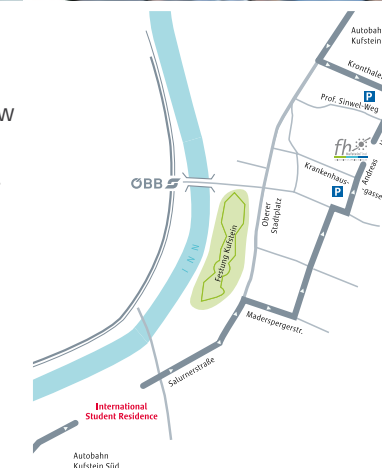 Autobahn
Kufstein
Kronthale
W
Prof. Sinwel-Weg
P
fh
ÖBB
Krankenhaus-
gasse
Andreas
P
Oberer
Stadtplatz
Festung Kufstein
INN
Maderspergerstr.
Salurnerstraße
International
Student Residence
Autobahn
Kufstein Süd